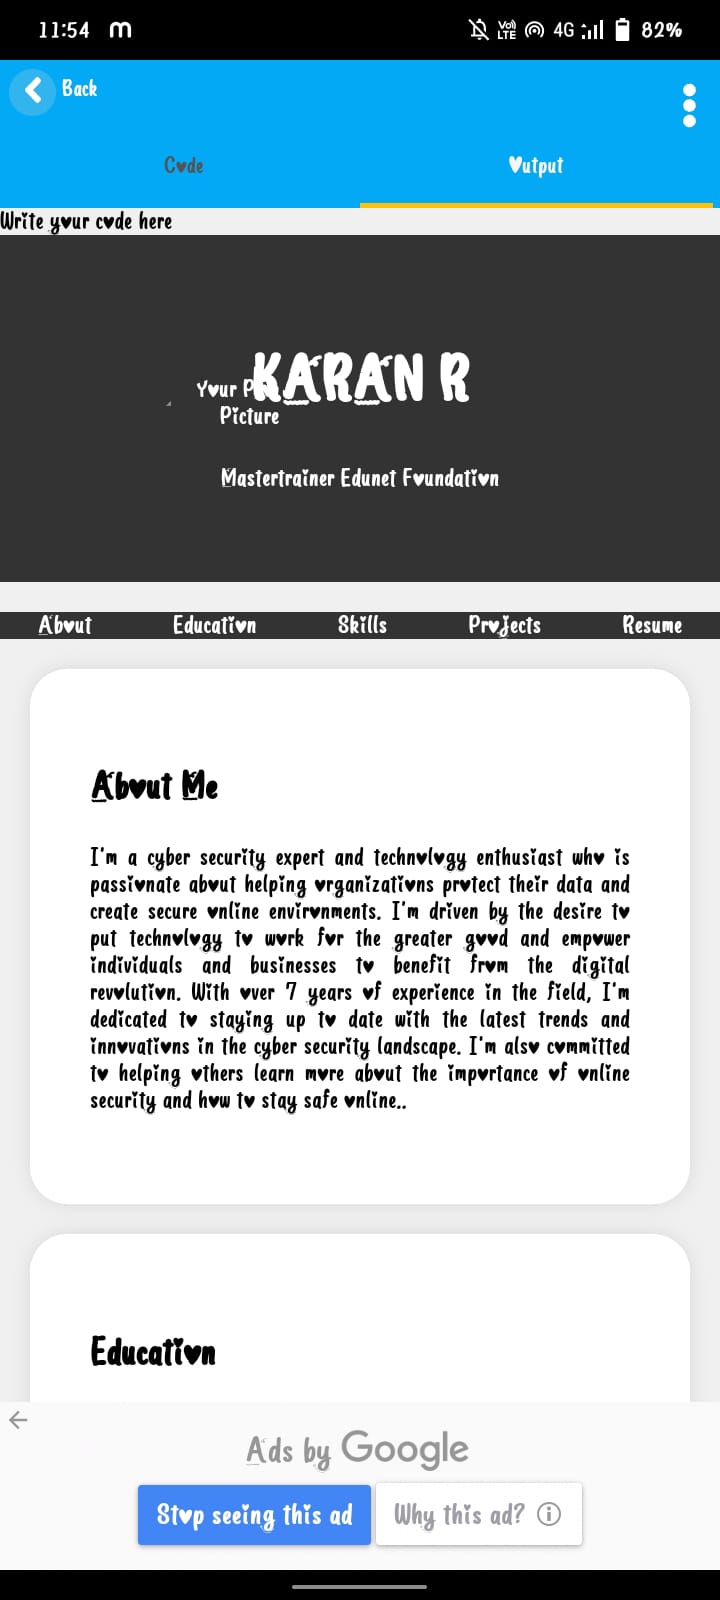 11:54 m Vo) LTE 4G 82%
Back
Code Output
Write your code here
KARAN R
Your P
Picture
Mastertrainer Edunet Foundation
About Education Skills Projects Resume
About Me
I'm a cyber security expert and technology enthusiast who is
passionate about helping organizations protect their data and
create secure online environments. I'm driven by the desire to
put technology to work for the greater good and empower
individuals and businesses to benefit from the digital
revolution. With over 7 years of experience in the field, I'm
dedicated to staying up to date with the latest trends and
innovations in the cyber security landscape. I'm also committed
to helping others learn more about the importance of online
security and how to stay safe online..
Education
Ads by Google
Stop seeing this ad Why this ad?